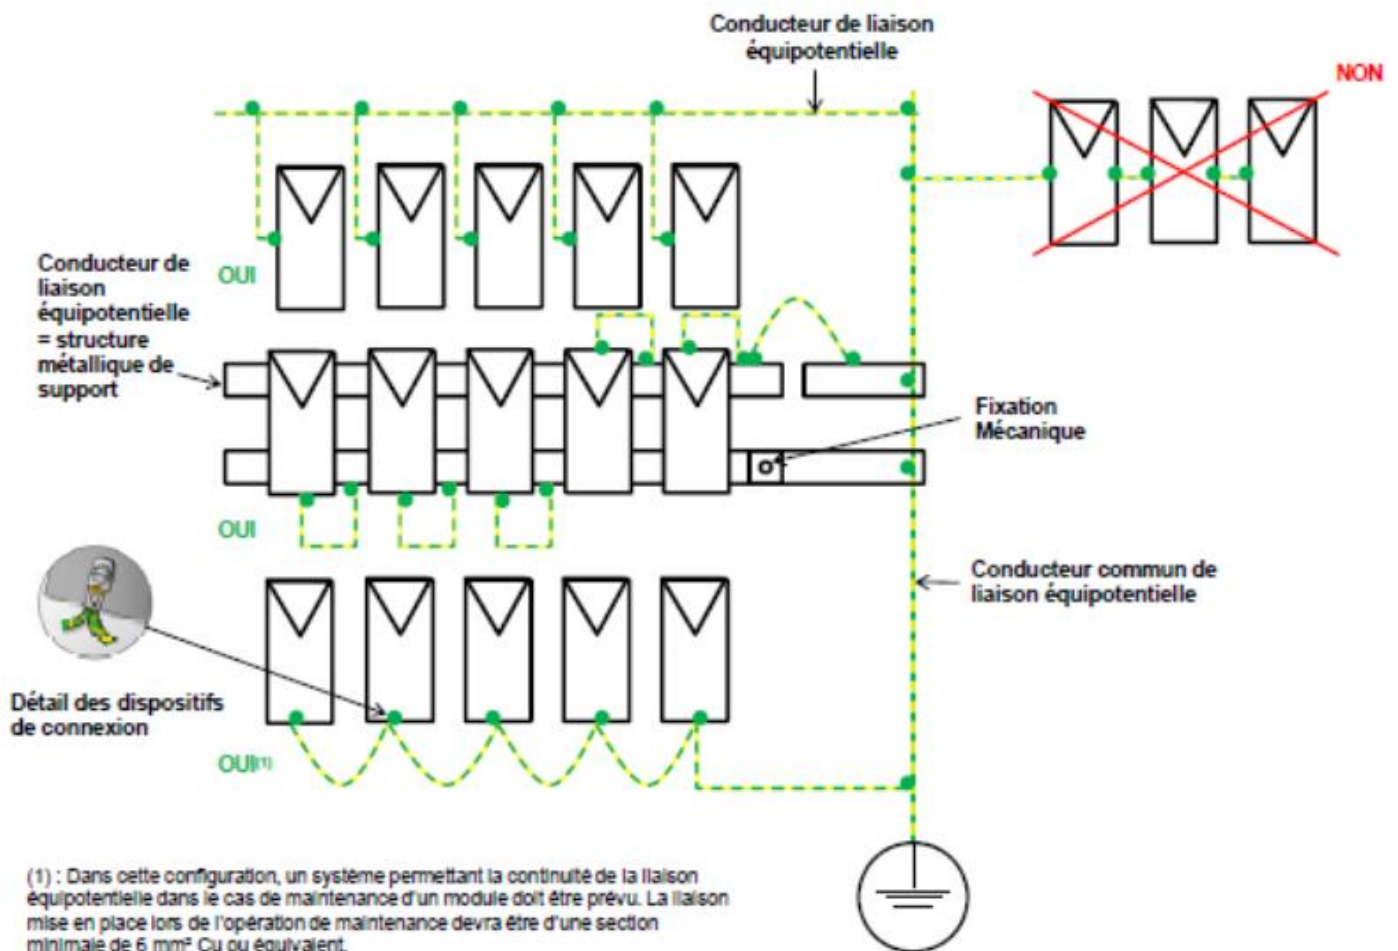 Conducteur de liaison
équipotentielle
NON
Conducteur de
liaison
équipotentielle
= structure
métallique de
support
OUI
Fixation
Mécanique
OUI
Conducteur commun de
liaison équipotentielle
Détail des dispositifs
de connexion
OUI(1)
(1) : Dans cette configuration, un système permettant la continuité de la liaison
équipotentielle dans le cas de maintenance d'un module doit être prévu. La liaison
mise en place lors de l'opération de maintenance devra être d'une section
minimale de 6 mm² Cu ou équivalent.